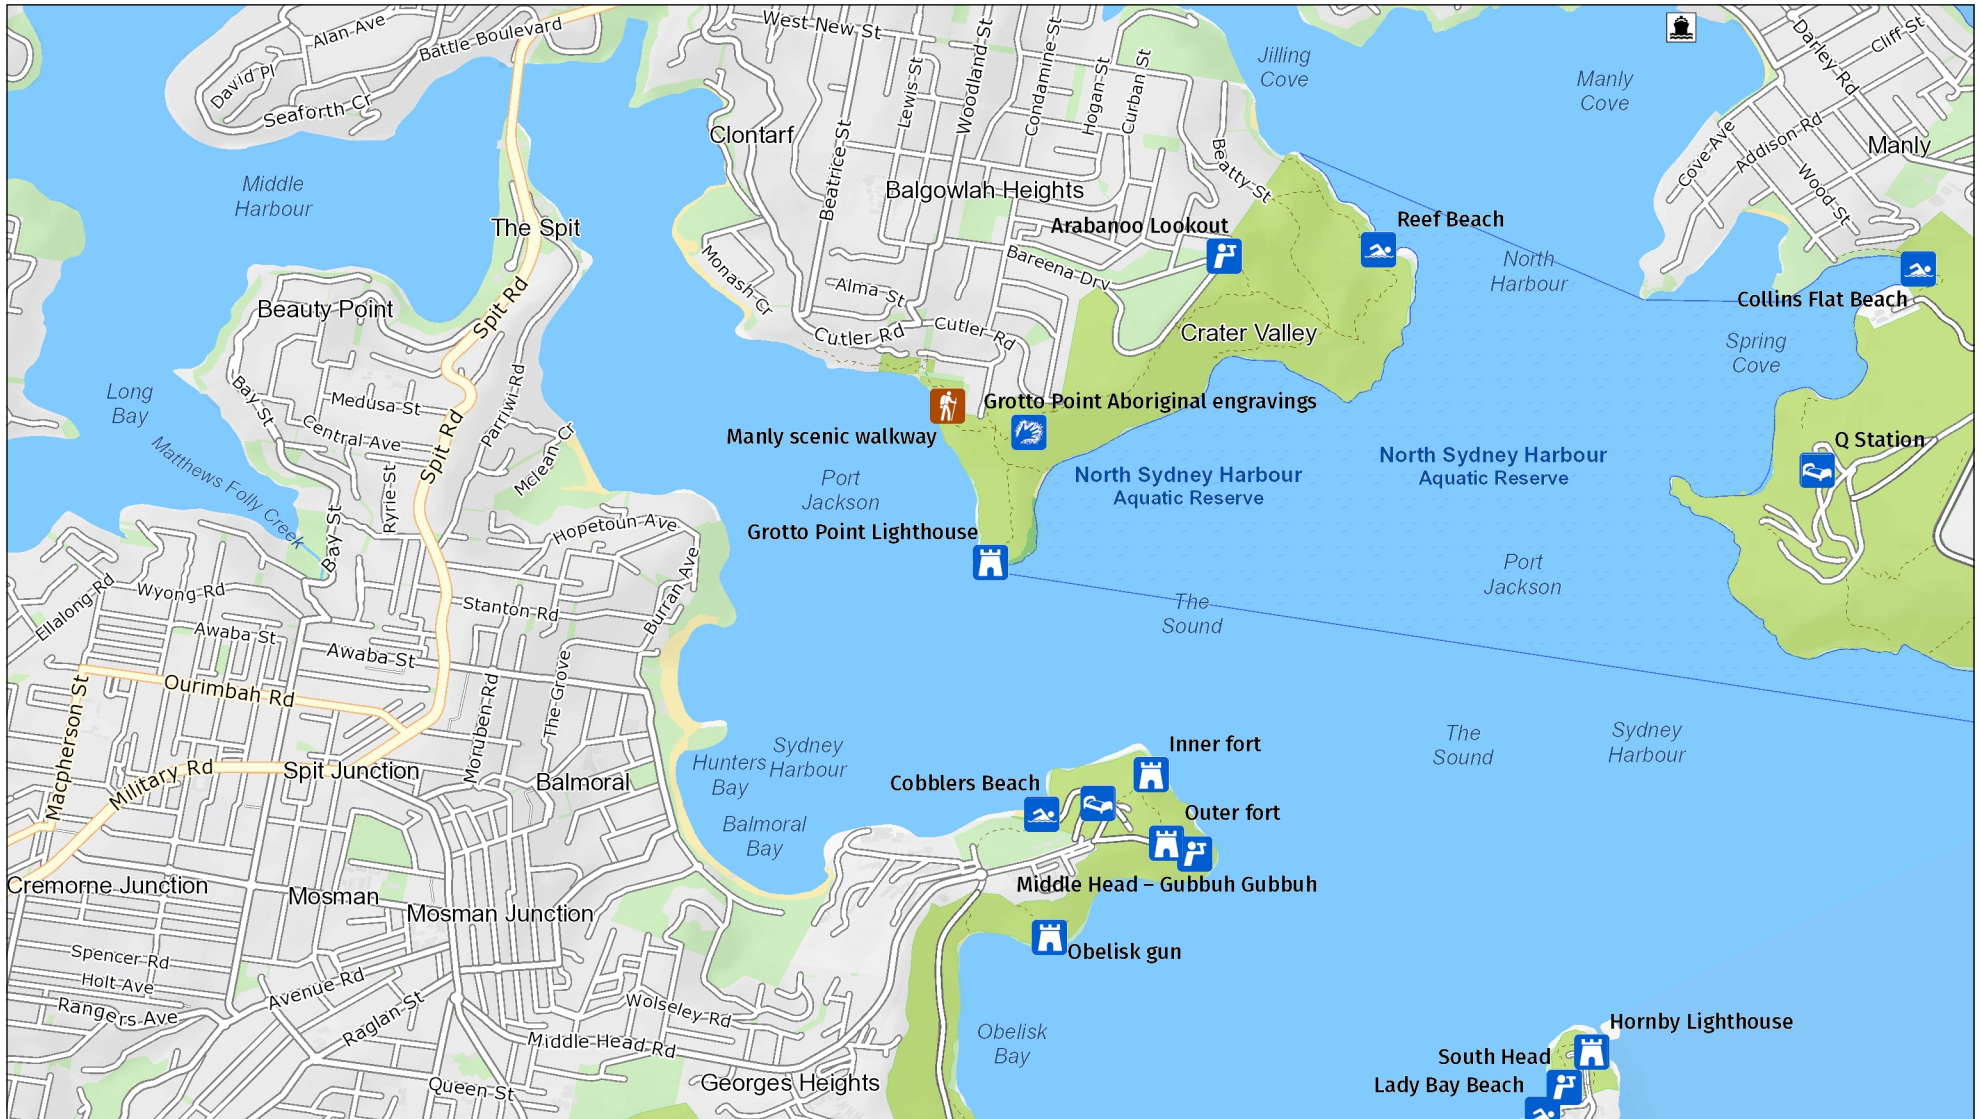 West New St
Alan Ave
Battle Boulevard
Cliff St
Darley Rd
Jilling
Cove
Manly
Cove
David Pl
Seaforth Cr
Lewis St
Woodland St
Condamine St
Hogan St
Curban St
Clontarf
Beatrice St
Cove Ave
Addison Rd
Manly
Middle
Harbour
Balgowlah Heights
Beatty St
Wood St
The Spit
Arabanoo Lookout
Reef Beach
Monash Cr
Bareena Drv
North
Harbour
Alma St
Collins Flat Beach
Beauty Point
Spit Rd
Cutler Rd
Cutler Rd
Crater Valley
Spring
Cove
Long
Bay
Bay St
Medusa St
Parriwi Rd
Grotto Point Aboriginal engravings
Central Ave
Spit Rd
Manly scenic walkway
Q Station
Mclean Cr
Matthews Folly Creek
Port
Jackson
North Sydney Harbour
Aquatic Reserve
North Sydney Harbour
Aquatic Reserve
Ryrie St
Bay St
Hopetoun Ave
Grotto Point Lighthouse
Port
Jackson
Ellalong Rd
Wyong Rd
Stanton Rd
Burran Ave
The
Sound
Awaba St
Awaba St
Ourimbah Rd
Macpherson St
Moruben Rd
The Grove
Sydney
Harbour
Hunters
Bay
The
Sound
Sydney
Harbour
Inner fort
Military Rd
Spit Junction
Balmoral
Cobblers Beach
Balmoral
Bay
Outer fort
Cremorne Junction
Mosman
Mosman Junction
Middle Head – Gubbuh Gubbuh
Obelisk gun
Spencer Rd
Holt Ave
Rangers Ave
Avenue Rd
Raglan St
Wolseley Rd
Middle Head Rd
Obelisk
Bay
Hornby Lighthouse
South Head
Lady Bay Beach
Queen St
Georges Heights